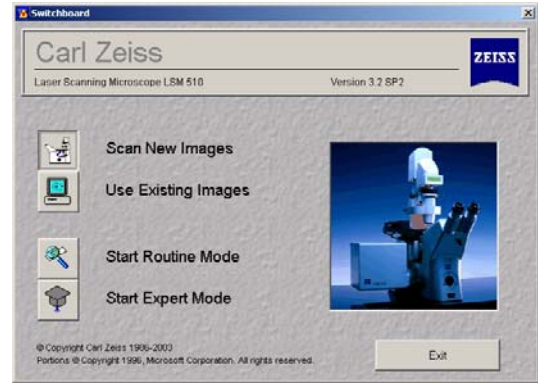 Switchboard
Carl Zeiss
ZEISS
Laser Scanning Microscope LSM 510 Version 3.2 SP2
Scan New Images
Use Existing Images
Start Routine Mode
Start Expert Mode
© Copyright Carl Zeiss 1986-2003
Portions © Copyright 1996, Microsoft Corporation. All rights reserved.
Exit